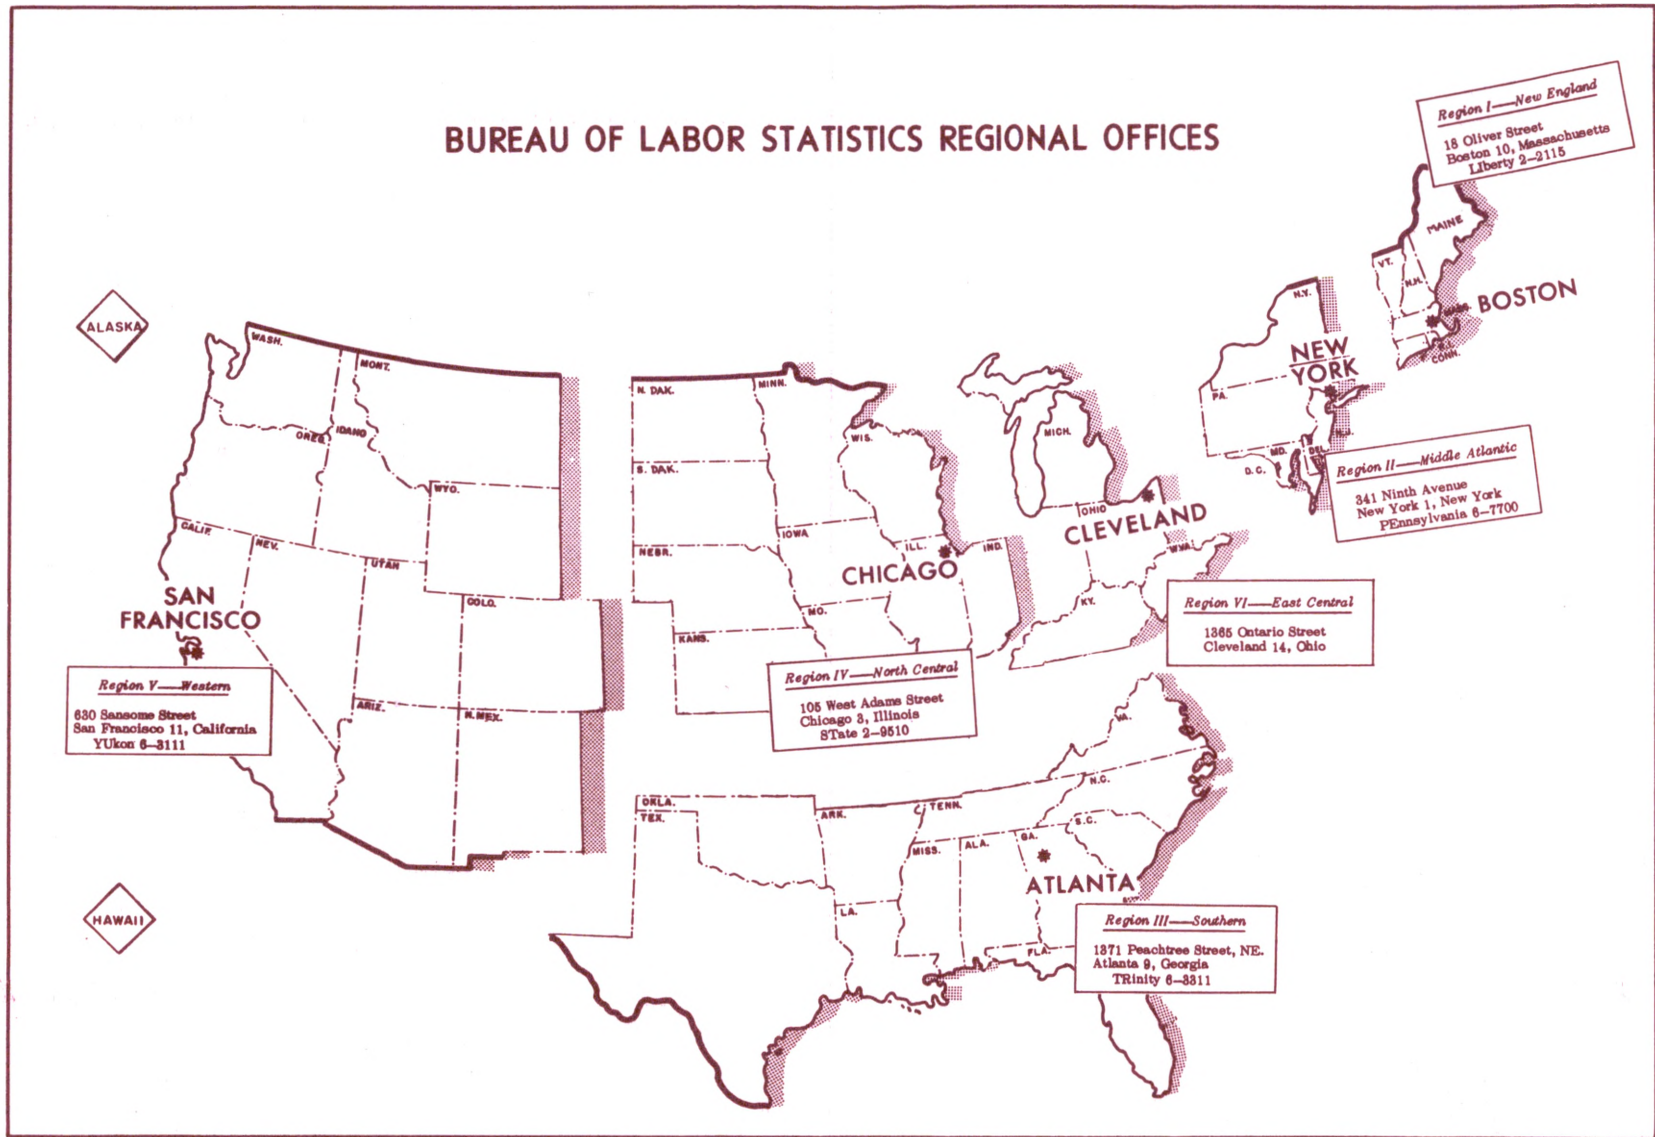 BUREAU OF LABOR STATISTICS REGIONAL OFFICES
Region I—New England
18 Oliver Street
Boston 10, Massachusetts
LIberty 2-2115
MAINE
VT.
N.H.
MASS.
BOSTON
R.I.
CONN.
N.Y.
NEW
YORK
PA.
N.J.
MD.
DEL.
D.C.
Region II—Middle Atlantic
341 Ninth Avenue
New York 1, New York
PEnnsylvania 6-7700
ALASKA
WASH.
MONT.
OREG.
IDAHO
WYO.
CALIF.
NEV.
UTAH
COLO.
ARIZ.
N. MEX.
SAN
FRANCISCO
Region V—Western
630 Sansome Street
San Francisco 11, California
YUkon 6-3111
N. DAK.
MINN.
S. DAK.
WIS.
IOWA
NEBR.
ILL.
IND.
CHICAGO
MO.
KANS.
Region IV—North Central
105 West Adams Street
Chicago 3, Illinois
STate 2-9510
MICH.
OHIO
CLEVELAND
W.VA.
KY.
Region VI—East Central
1365 Ontario Street
Cleveland 14, Ohio
VA.
N.C.
OKLA.
TEX.
ARK.
TENN.
S.C.
MISS.
ALA.
GA.
ATLANTA
LA.
FLA.
Region III—Southern
1371 Peachtree Street, NE.
Atlanta 9, Georgia
TRinity 6-3311
HAWAII